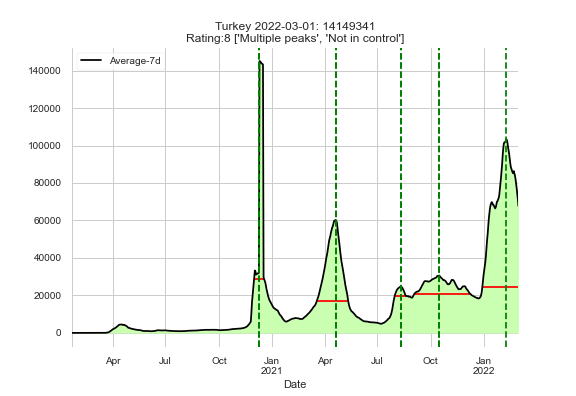 Turkey 2022-03-01: 14149341
Rating:8 ['Multiple peaks', 'Not in control']
Average-7d
140000
120000
100000
80000
60000
40000
20000
0
Apr Jul Oct Jan Apr Jul Oct Jan
2021 2022
Date